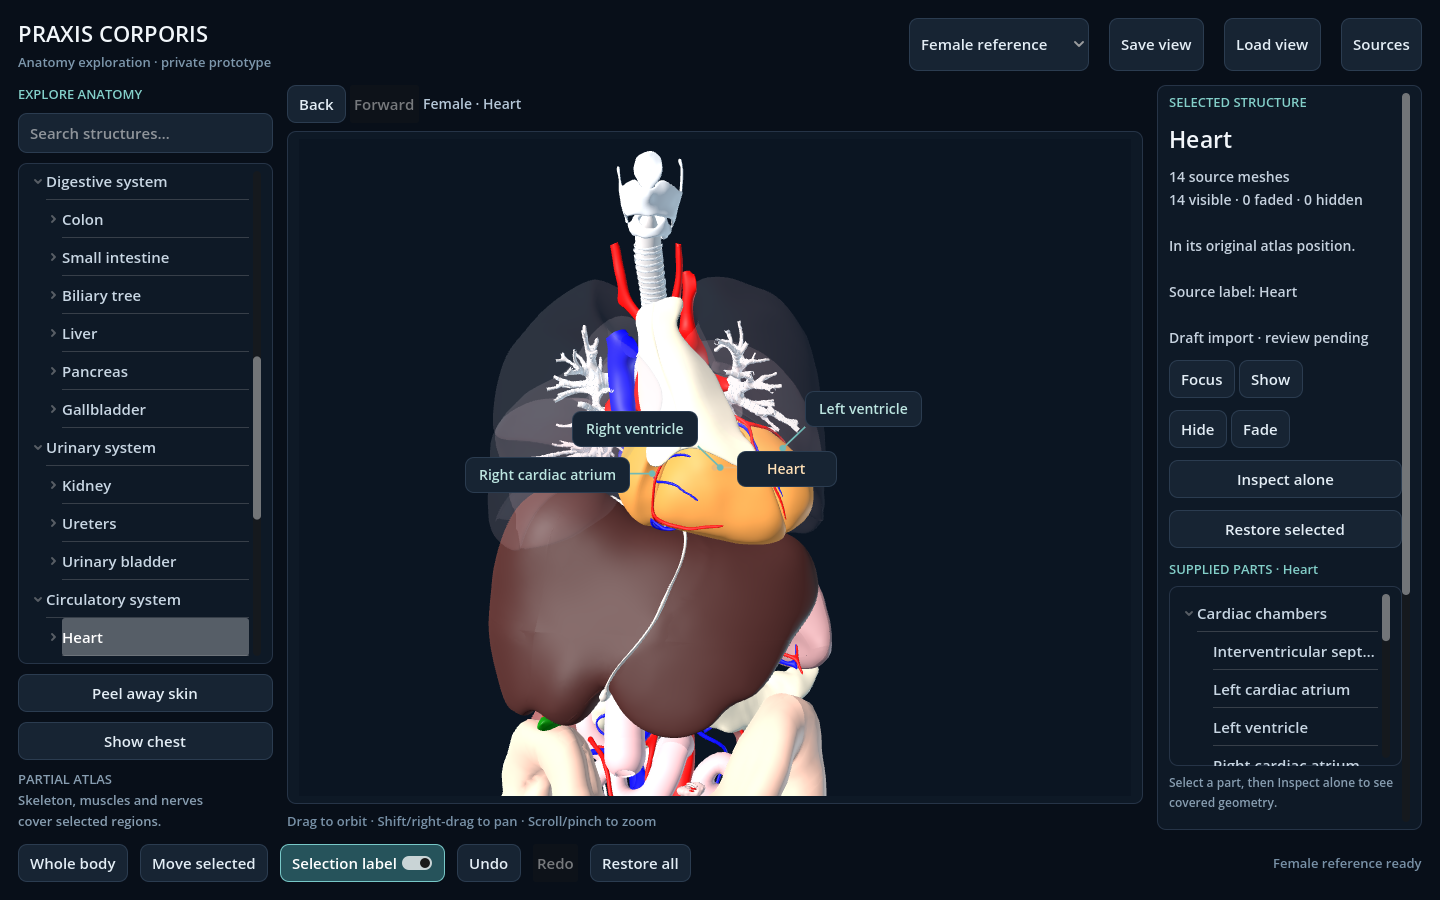 PRAXIS CORPORIS
Anatomy exploration · private prototype
Female reference
Save view
Load view
Sources
EXPLORE ANATOMY
Search structures...
Digestive system
Colon
Small intestine
Biliary tree
Liver
Pancreas
Gallbladder
Urinary system
Kidney
Ureters
Urinary bladder
Circulatory system
Heart
Peel away skin
Show chest
PARTIAL ATLAS
Skeleton, muscles and nerves
cover selected regions.
Back
Forward
Female · Heart
Left ventricle
Right ventricle
Heart
Right cardiac atrium
Drag to orbit · Shift/right-drag to pan · Scroll/pinch to zoom
SELECTED STRUCTURE
Heart
14 source meshes
14 visible · 0 faded · 0 hidden
In its original atlas position.
Source label: Heart
Draft import · review pending
Focus
Show
Hide
Fade
Inspect alone
Restore selected
SUPPLIED PARTS · Heart
Cardiac chambers
Interventricular sept...
Left cardiac atrium
Left ventricle
Right cardiac atrium
Select a part, then Inspect alone to see
covered geometry.
Whole body
Move selected
Selection label
Undo
Redo
Restore all
Female reference ready